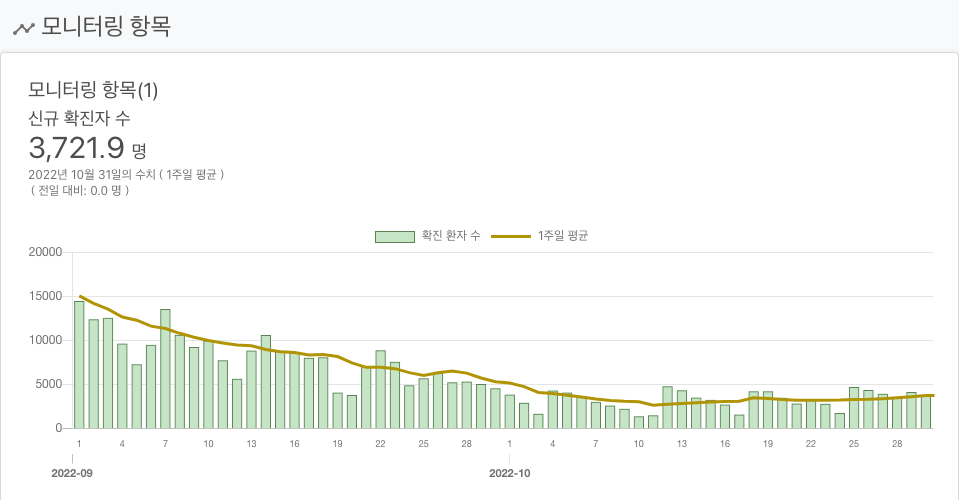 모니터링 항목
모니터링 항목(1)
신규 확진자 수
3,721.9 명
2022년 10월 31일의 수치 ( 1주일 평균 )
( 전일 대비: 0.0 명 )
확진 환자 수 1주일 평균
20000
15000
10000
5000
0
1 4 7 10 13 16 19 22 25 28 1 4 7 10 13 16 19 22 25 28
2022-09 2022-10